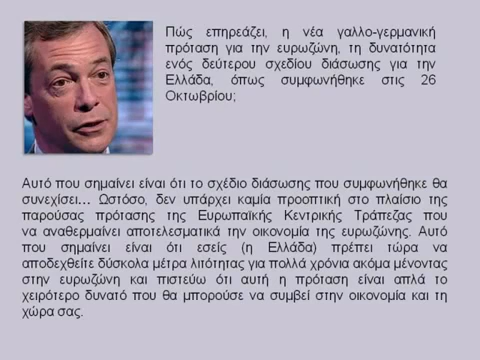 Πώς επηρεάζει, η νέα γαλλο-γερμανική
πρόταση για την ευρωζώνη, τη δυνατότητα
ενός δεύτερου σχεδίου διάσωσης για την
Ελλάδα, όπως συμφωνήθηκε στις 26
Οκτωβρίου;
Αυτό που σημαίνει είναι ότι το σχέδιο διάσωσης που συμφωνήθηκε θα
συνεχίσει… Ωστόσο, δεν υπάρχει καμία προοπτική στο πλαίσιο της
παρούσας πρότασης της Ευρωπαϊκής Κεντρικής Τράπεζας που
να αναθερμαίνει αποτελεσματικά την οικονομία της ευρωζώνης. Αυτό
που σημαίνει είναι ότι εσείς (η Ελλάδα) πρέπει τώρα να
αποδεχθείτε δύσκολα μέτρα λιτότητας για πολλά χρόνια ακόμα μένοντας
στην ευρωζώνη και πιστεύω ότι αυτή η πρόταση είναι απλά το
χειρότερο δυνατό που θα μπορούσε να συμβεί στην οικονομία και τη
χώρα σας.